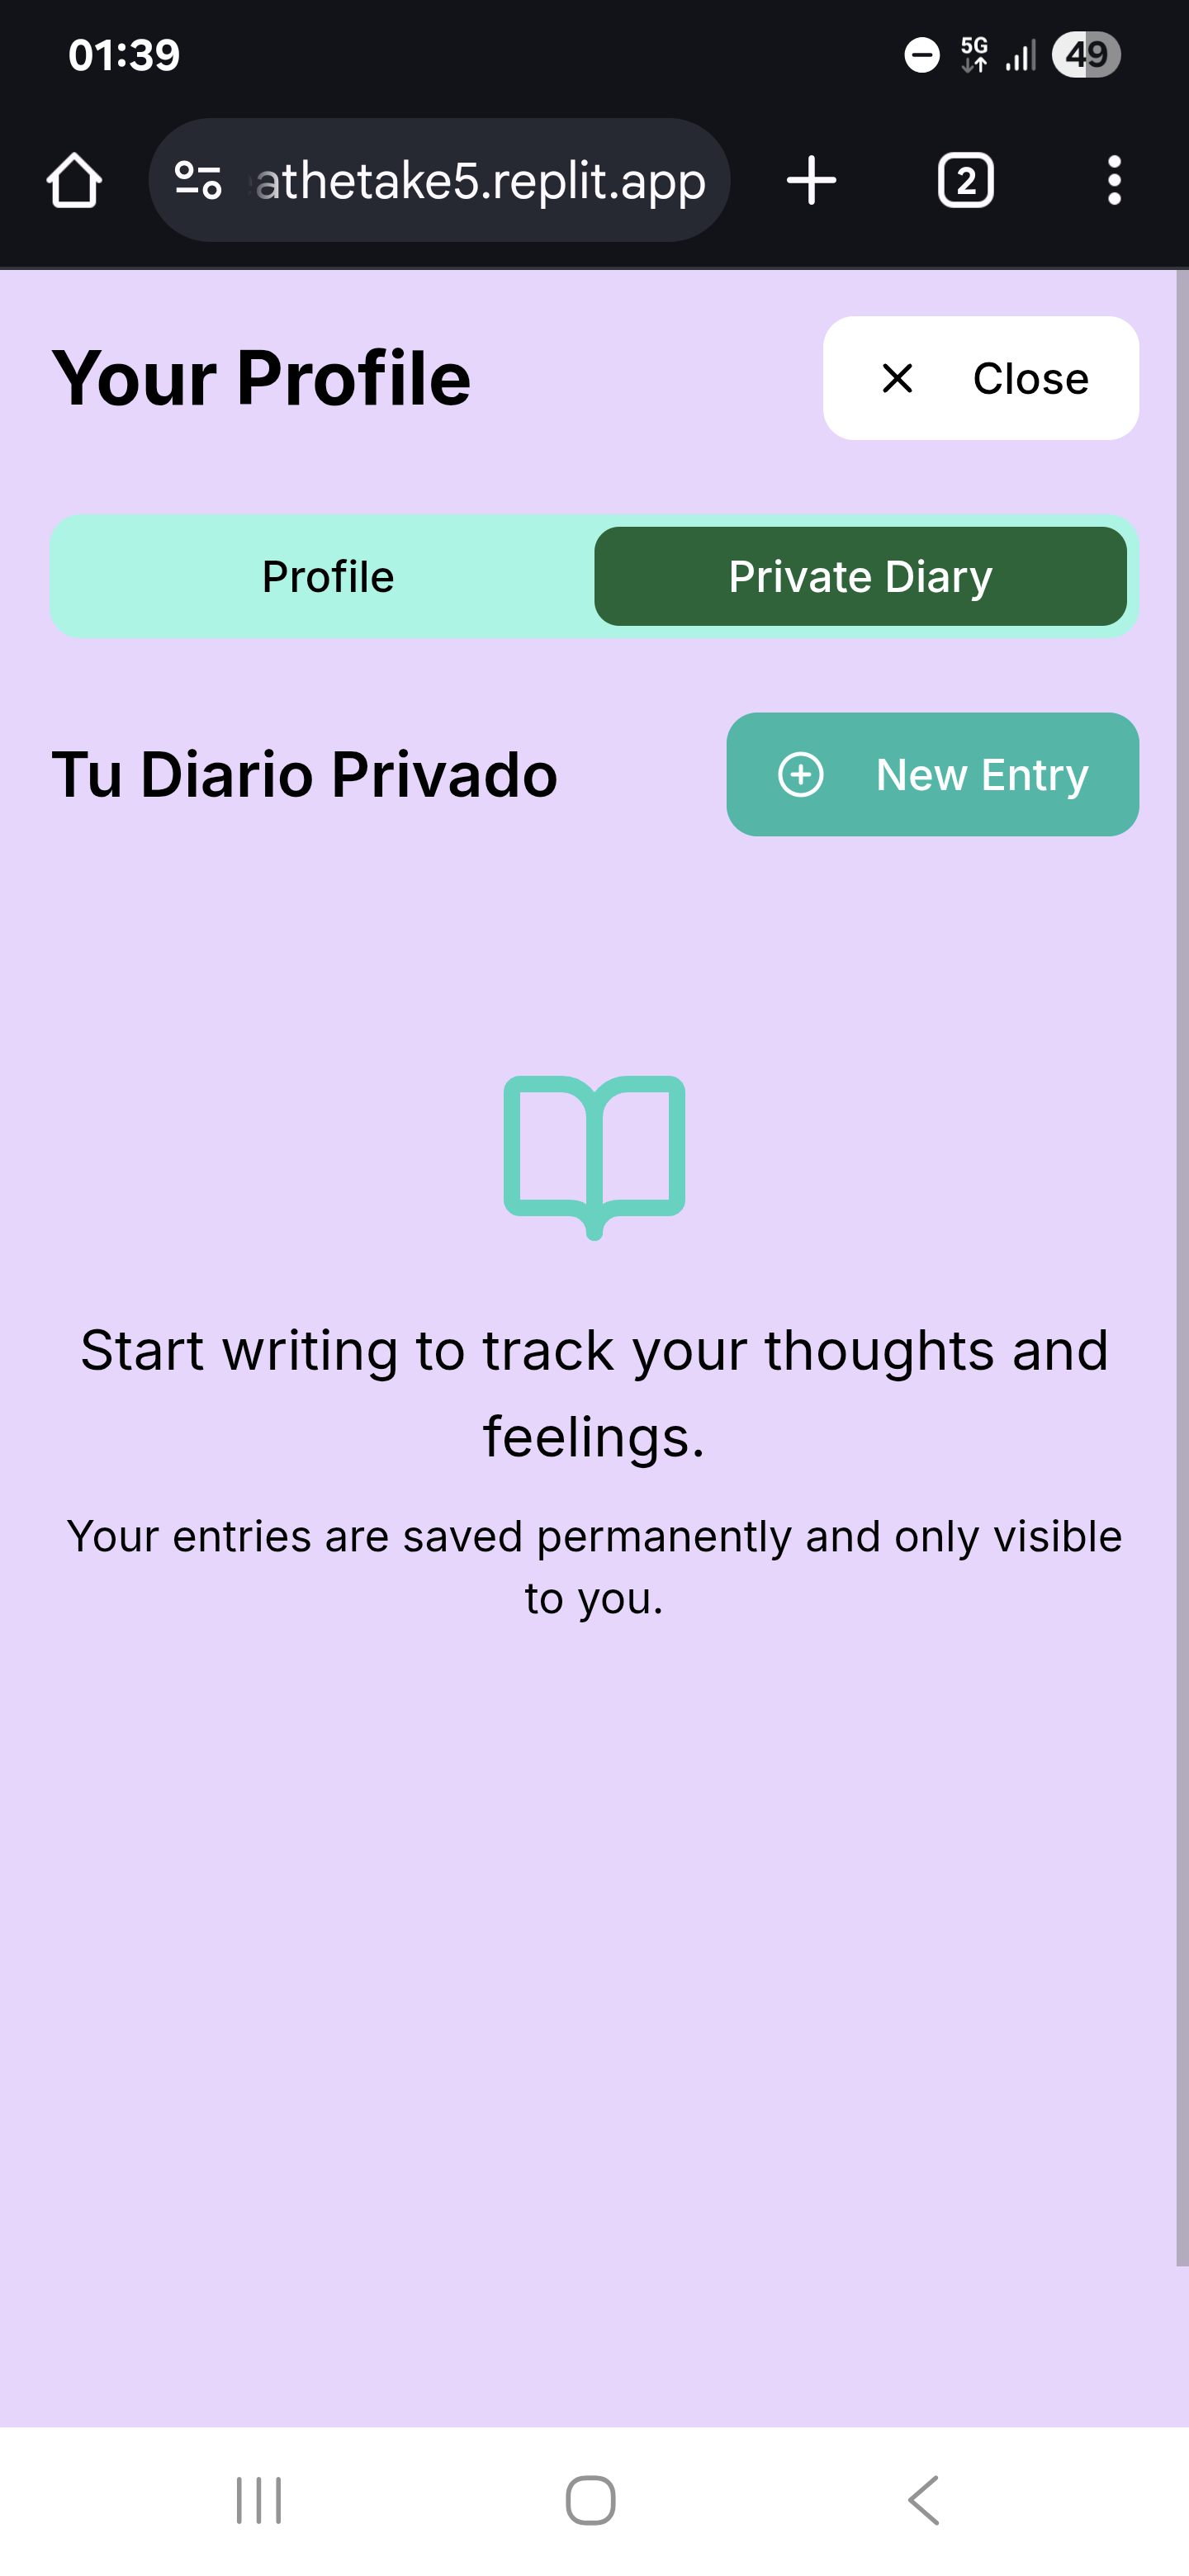 01:39
5G
49
athetake5.replit.app
2
Your Profile
Close
Profile
Private Diary
Tu Diario Privado
New Entry
Start writing to track your thoughts and
feelings.
Your entries are saved permanently and only visible
to you.